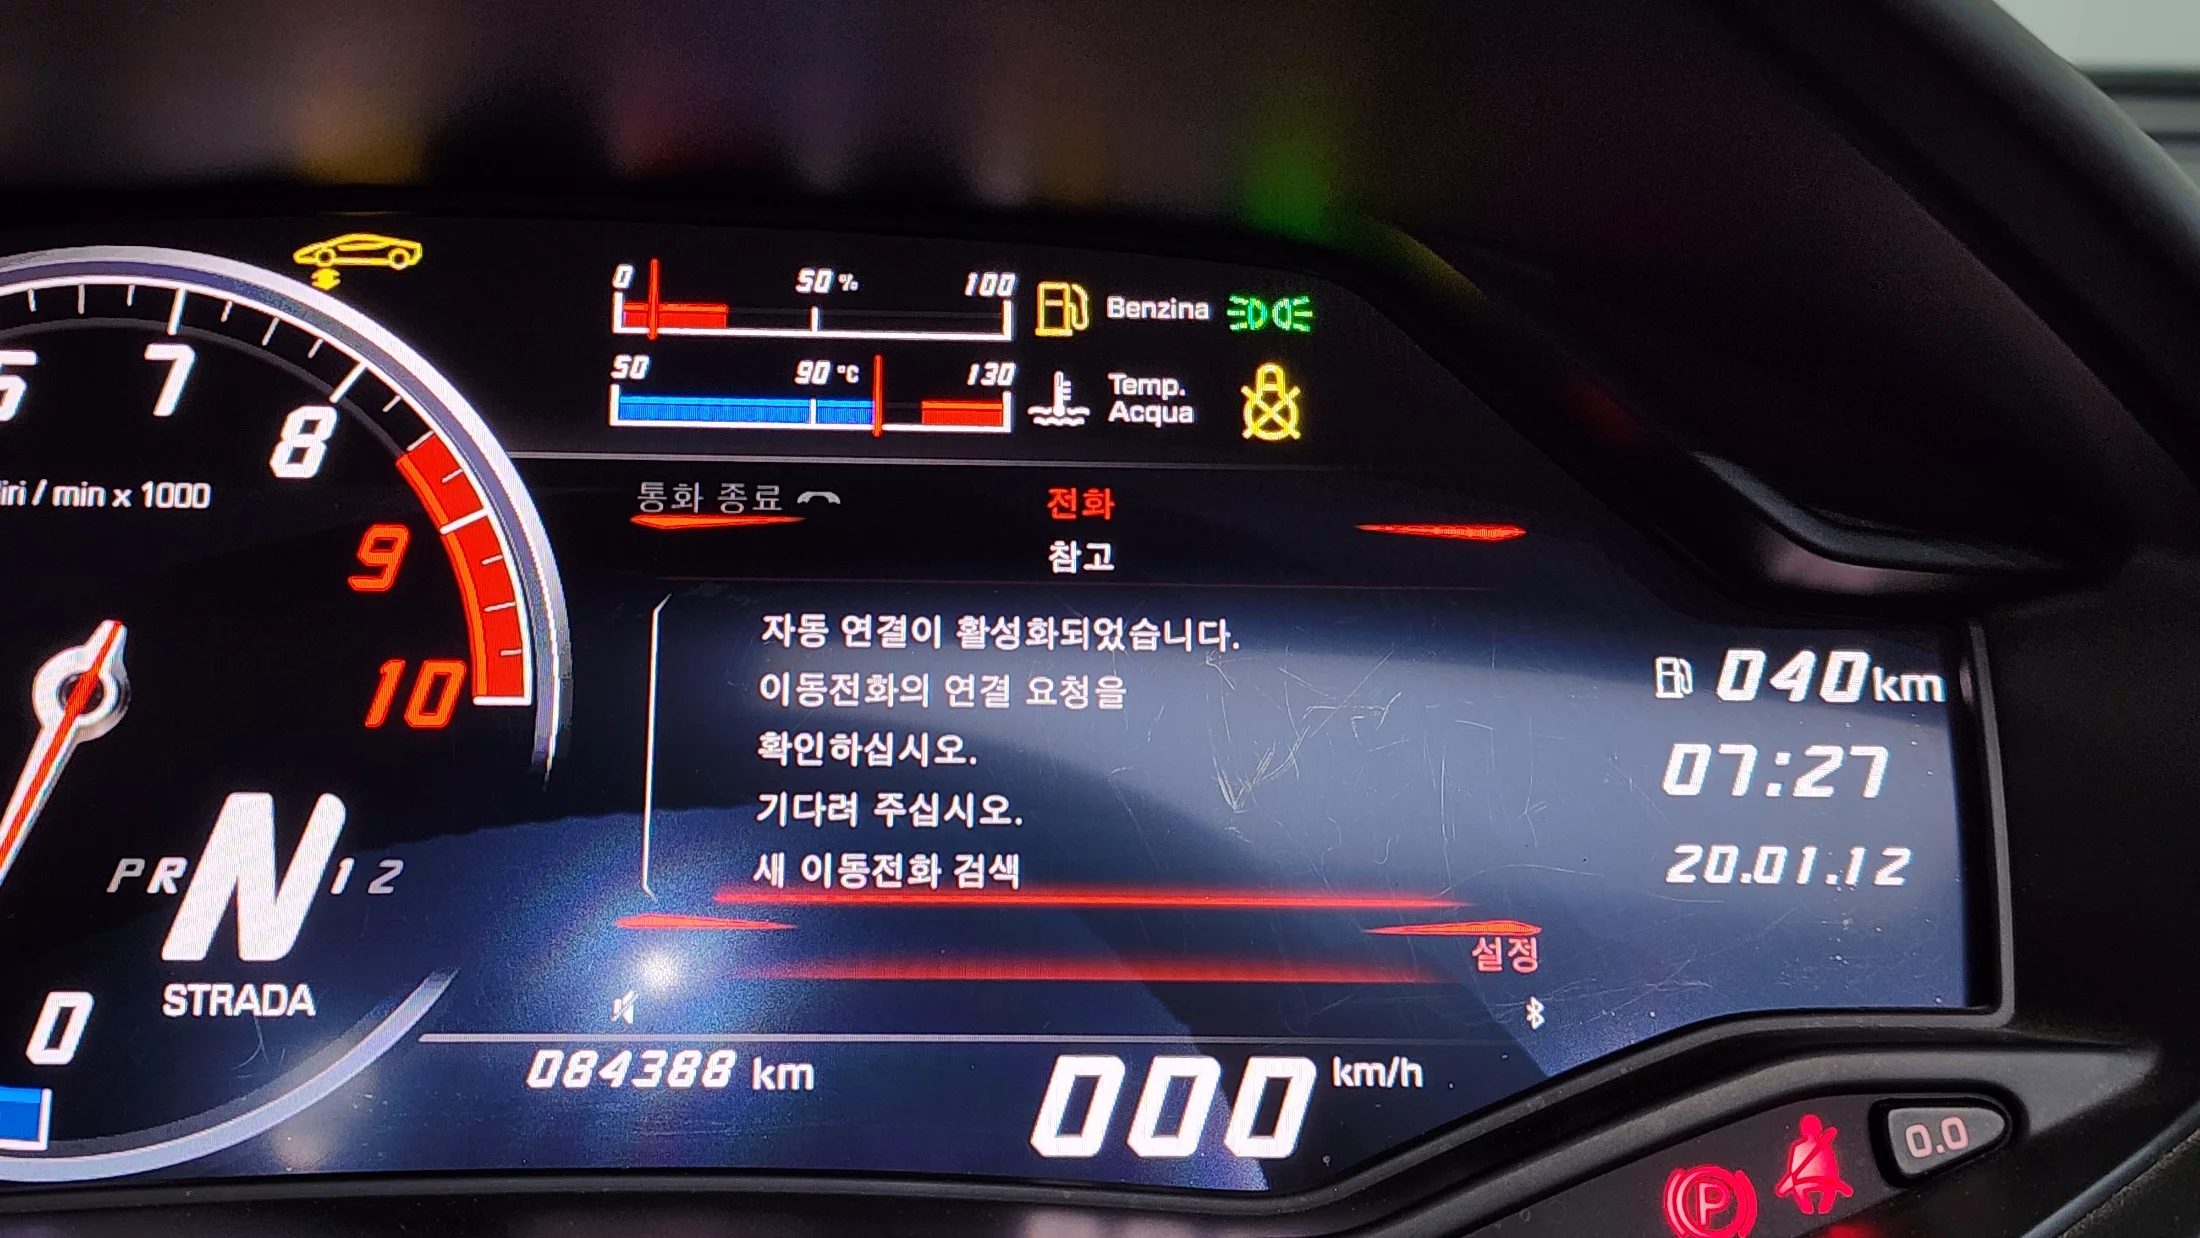 0 50 % 100 Benzina
50 90 °C 130 Temp. Acqua
7
8
9
10
/ min x 1000
통화 종료
전화
참고
자동 연결이 활성화되었습니다.
이동전화의 연결 요청을
확인하십시오.
기다려 주십시오.
새 이동전화 검색
설정
040 km
07:27
20.01.12
P R N 1 2
STRADA
0
084388 km
000 km/h
P
0.0